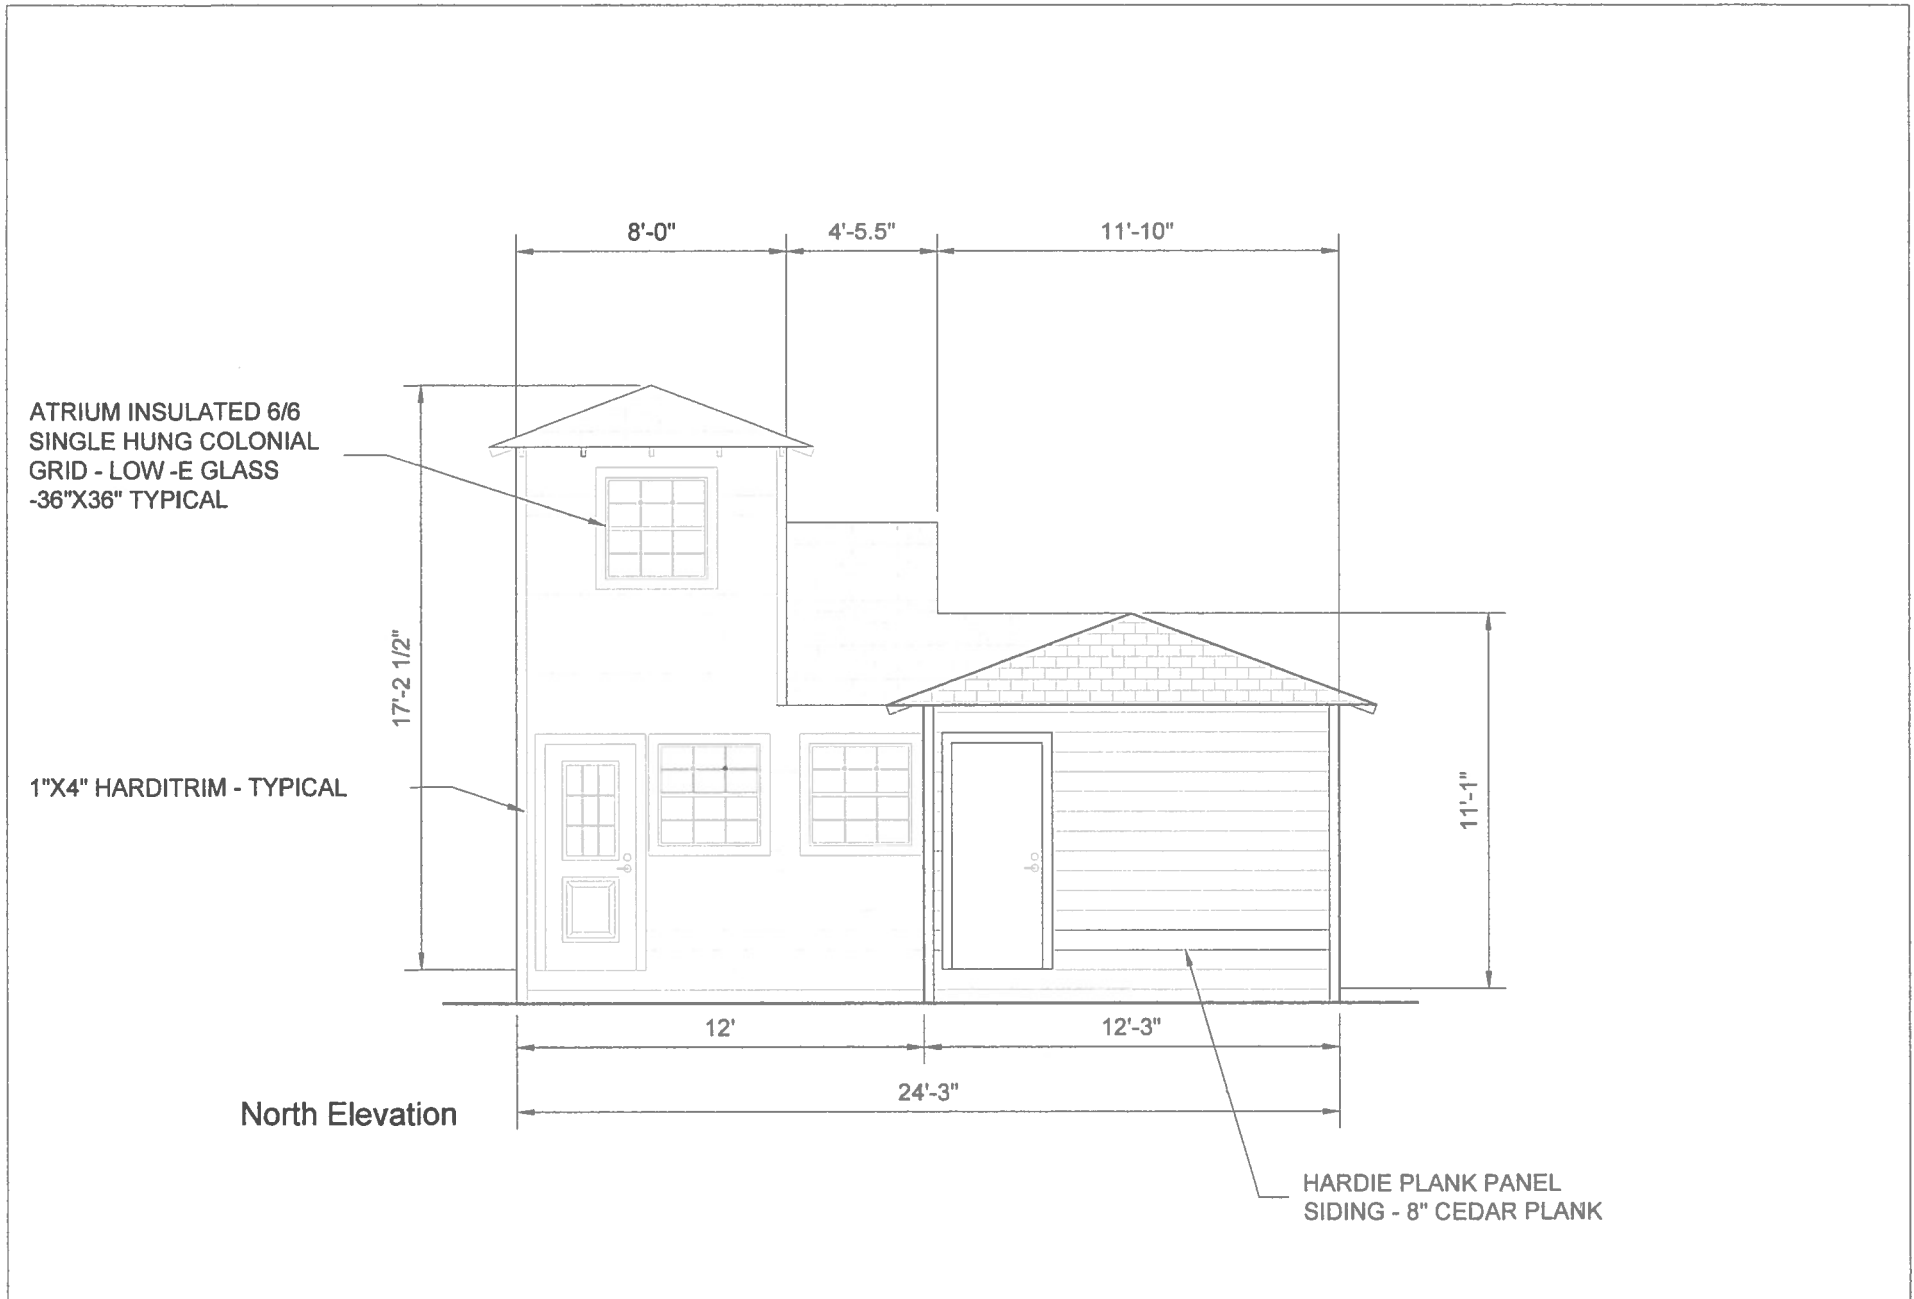 8'-0"
4'-5.5"
11'-10"
ATRIUM INSULATED 6/6
SINGLE HUNG COLONIAL
GRID - LOW -E GLASS
-36"X36" TYPICAL
17'-2 1/2"
1"X4" HARDITRIM - TYPICAL
11'-1"
12'
12'-3"
24'-3"
North Elevation
HARDIE PLANK PANEL
SIDING - 8" CEDAR PLANK